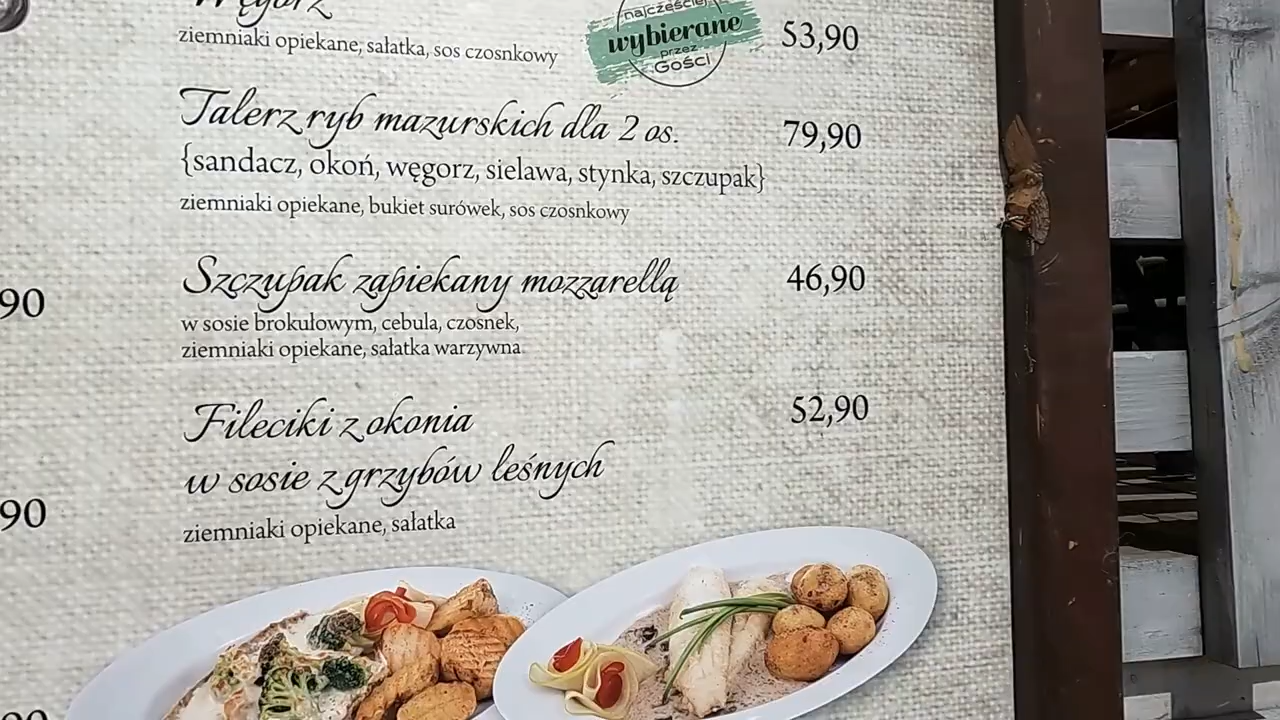 Węgorz
najczęściej
wybierane
przez
Gości
53,90
ziemniaki opiekane, sałatka, sos czosnkowy
Talerz ryb mazurskich dla 2 os.
79,90
{sandacz, okoń, węgorz, sielawa, stynka, szczupak}
ziemniaki opiekane, bukiet surówek, sos czosnkowy
Szczupak zapiekany mozzarellą
46,90
w sosie brokułowym, cebula, czosnek,
ziemniaki opiekane, sałatka warzywna
90
Fileciki z okonia
52,90
w sosie z grzybów leśnych
ziemniaki opiekane, sałatka
90